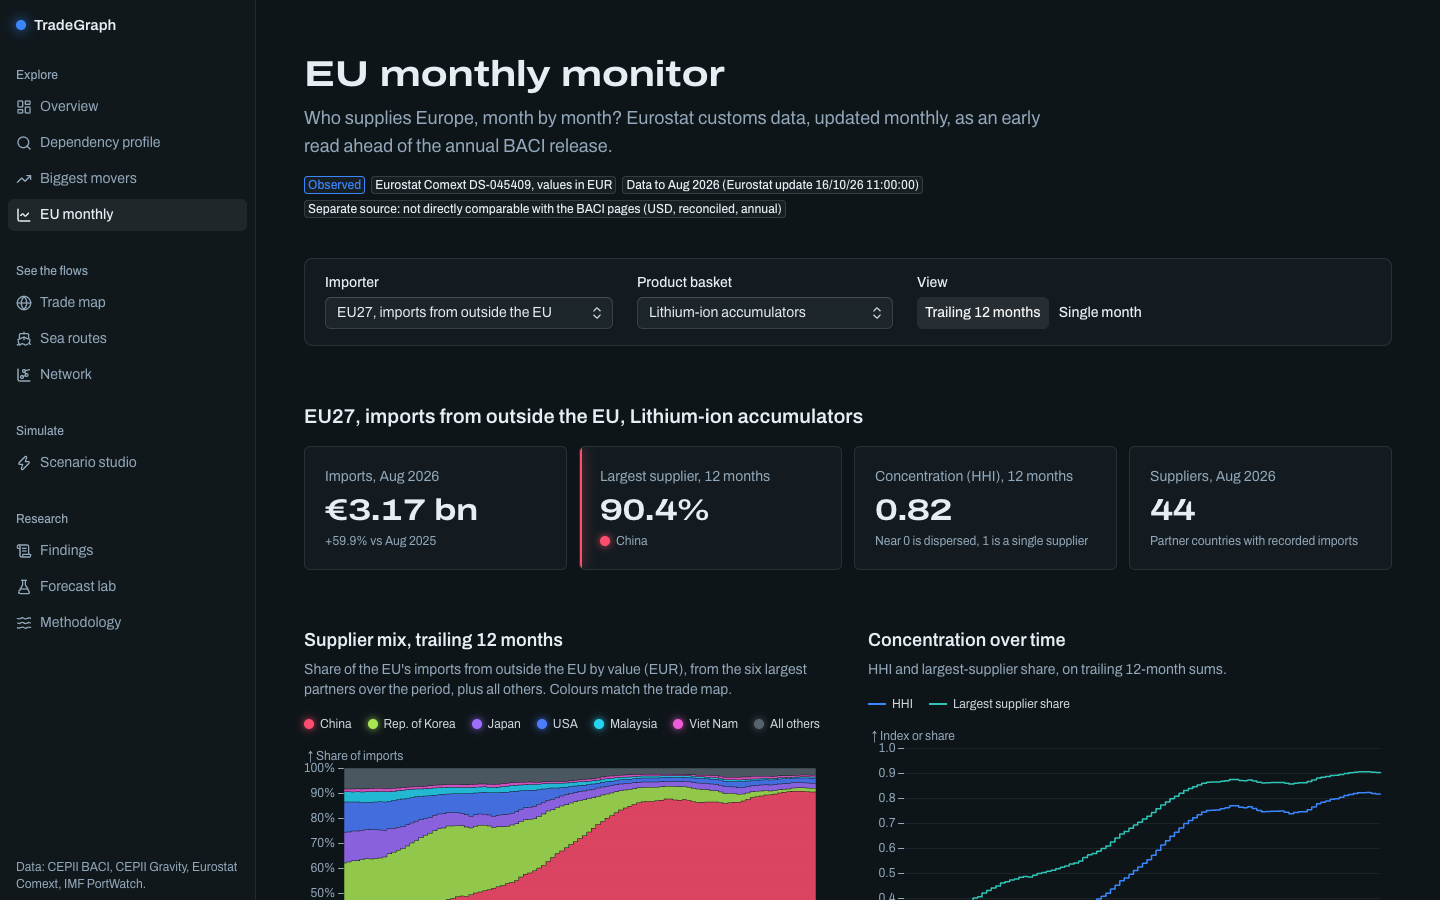 TradeGraph
Explore
Overview
Dependency profile
Biggest movers
EU monthly
See the flows
Trade map
Sea routes
Network
Simulate
Scenario studio
Research
Findings
Forecast lab
Methodology
Data: CEPII BACI, CEPII Gravity, Eurostat
Comext, IMF PortWatch.
EU monthly monitor
Who supplies Europe, month by month? Eurostat customs data, updated monthly, as an early
read ahead of the annual BACI release.
Observed
Eurostat Comext DS-045409, values in EUR
Data to Aug 2026 (Eurostat update 16/10/26 11:00:00)
Separate source: not directly comparable with the BACI pages (USD, reconciled, annual)
Importer
EU27, imports from outside the EU
Product basket
Lithium-ion accumulators
View
Trailing 12 months
Single month
EU27, imports from outside the EU, Lithium-ion accumulators
Imports, Aug 2026
€3.17 bn
+59.9% vs Aug 2025
Largest supplier, 12 months
90.4%
China
Concentration (HHI), 12 months
0.82
Near 0 is dispersed, 1 is a single supplier
Suppliers, Aug 2026
44
Partner countries with recorded imports
Supplier mix, trailing 12 months
Share of the EU's imports from outside the EU by value (EUR), from the six largest
partners over the period, plus all others. Colours match the trade map.
China
Rep. of Korea
Japan
USA
Malaysia
Viet Nam
All others
↑ Share of imports
100%
90%
80%
70%
60%
50%
Concentration over time
HHI and largest-supplier share, on trailing 12-month sums.
HHI
Largest supplier share
↑ Index or share
1.0
0.9
0.8
0.7
0.6
0.5
0.4